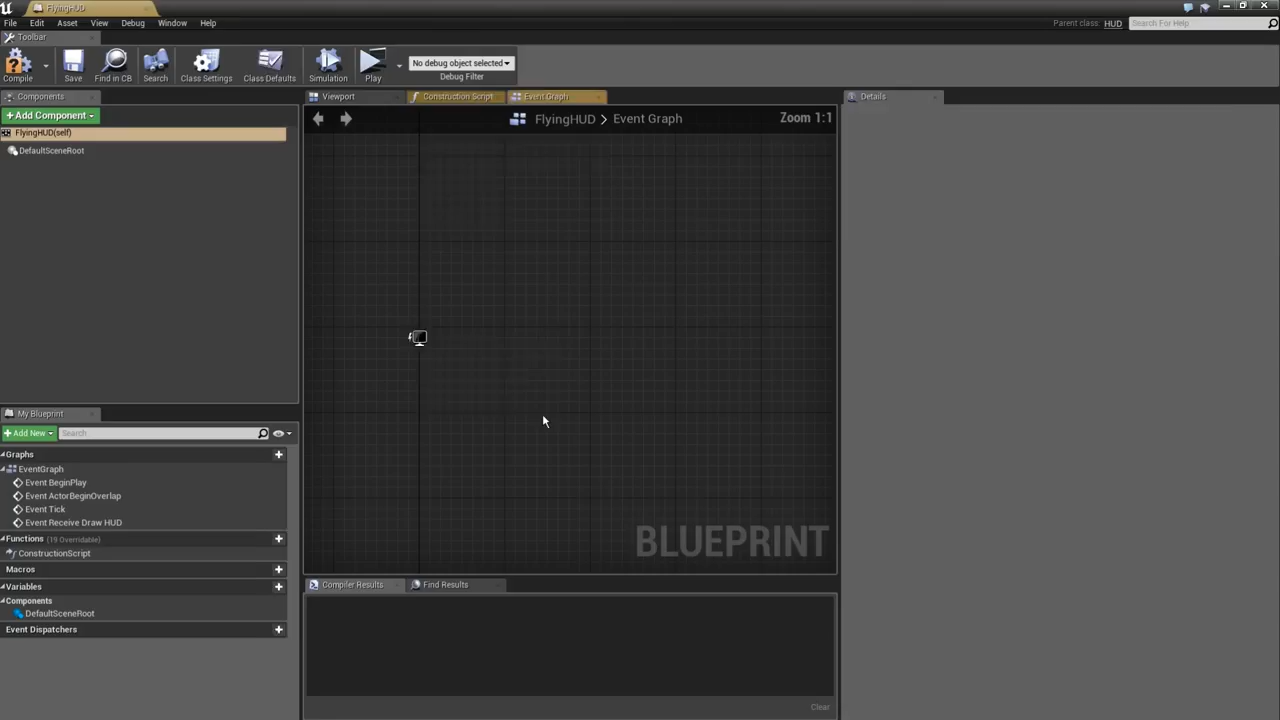 FlyingHUD
File Edit Asset View Debug Window Help
Parent class: HUD Search For Help
Toolbar
Compile Save Find in CB Search Class Settings Class Defaults Simulation Play
No debug object selected
Debug Filter
Components
Viewport Construction Script Event Graph
Details
+Add Component
FlyingHUD > Event Graph
Zoom 1:1
FlyingHUD(self)
DefaultSceneRoot
My Blueprint
+Add New Search
Graphs
EventGraph
Event BeginPlay
Event ActorBeginOverlap
Event Tick
Event Receive Draw HUD
Functions (19 Overridable)
ConstructionScript
Macros
Variables
Components
DefaultSceneRoot
Event Dispatchers
BLUEPRINT
Compiler Results Find Results
Clear